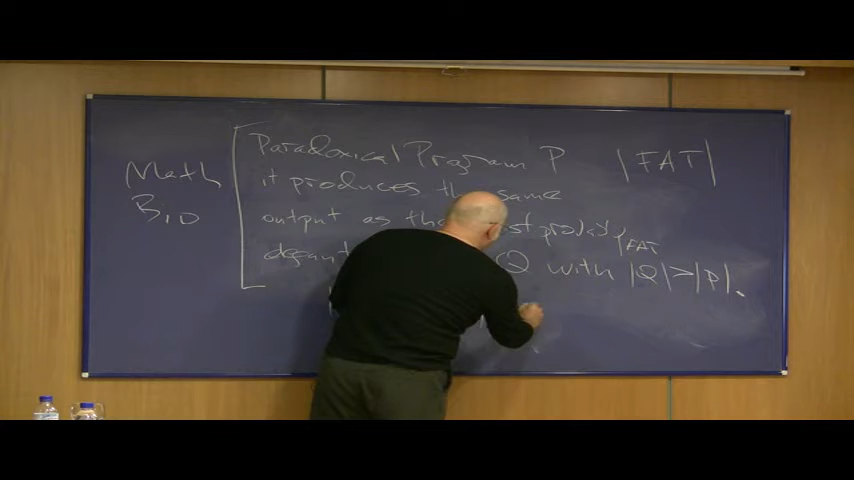 Math
Bio
Paradoxical Program P
it produces the same
output as the
with |Q|>|P|.
|FAT|
FAT